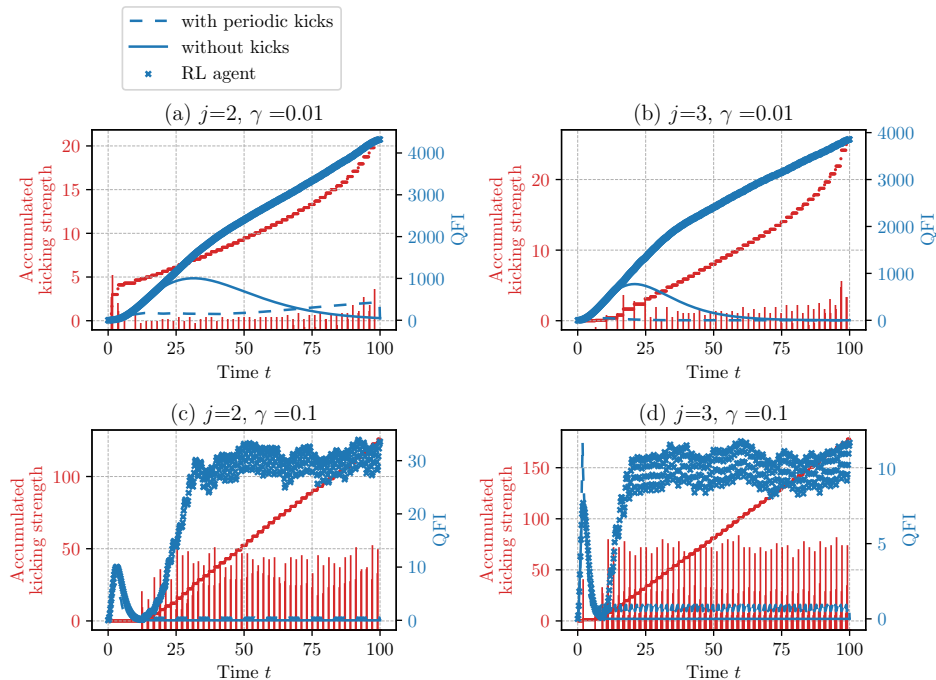 with periodic kicks
without kicks
RL agent
(a) j=2, γ =0.01
(b) j=3, γ =0.01
Accumulated
kicking strength
20
15
10
5
0
4000
3000
2000
1000
0
QFI
0 25 50 75 100
Time t
Accumulated
kicking strength
20
10
0
4000
3000
2000
1000
0
QFI
0 25 50 75 100
Time t
(c) j=2, γ =0.1
(d) j=3, γ =0.1
Accumulated
kicking strength
100
50
0
30
20
10
0
QFI
0 25 50 75 100
Time t
Accumulated
kicking strength
150
100
50
0
10
5
0
QFI
0 25 50 75 100
Time t